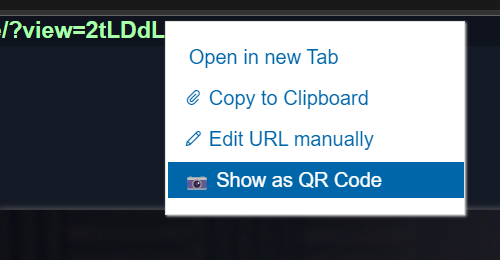 /?view=2tLDdL
Open in new Tab
Copy to Clipboard
Edit URL manually
Show as QR Code